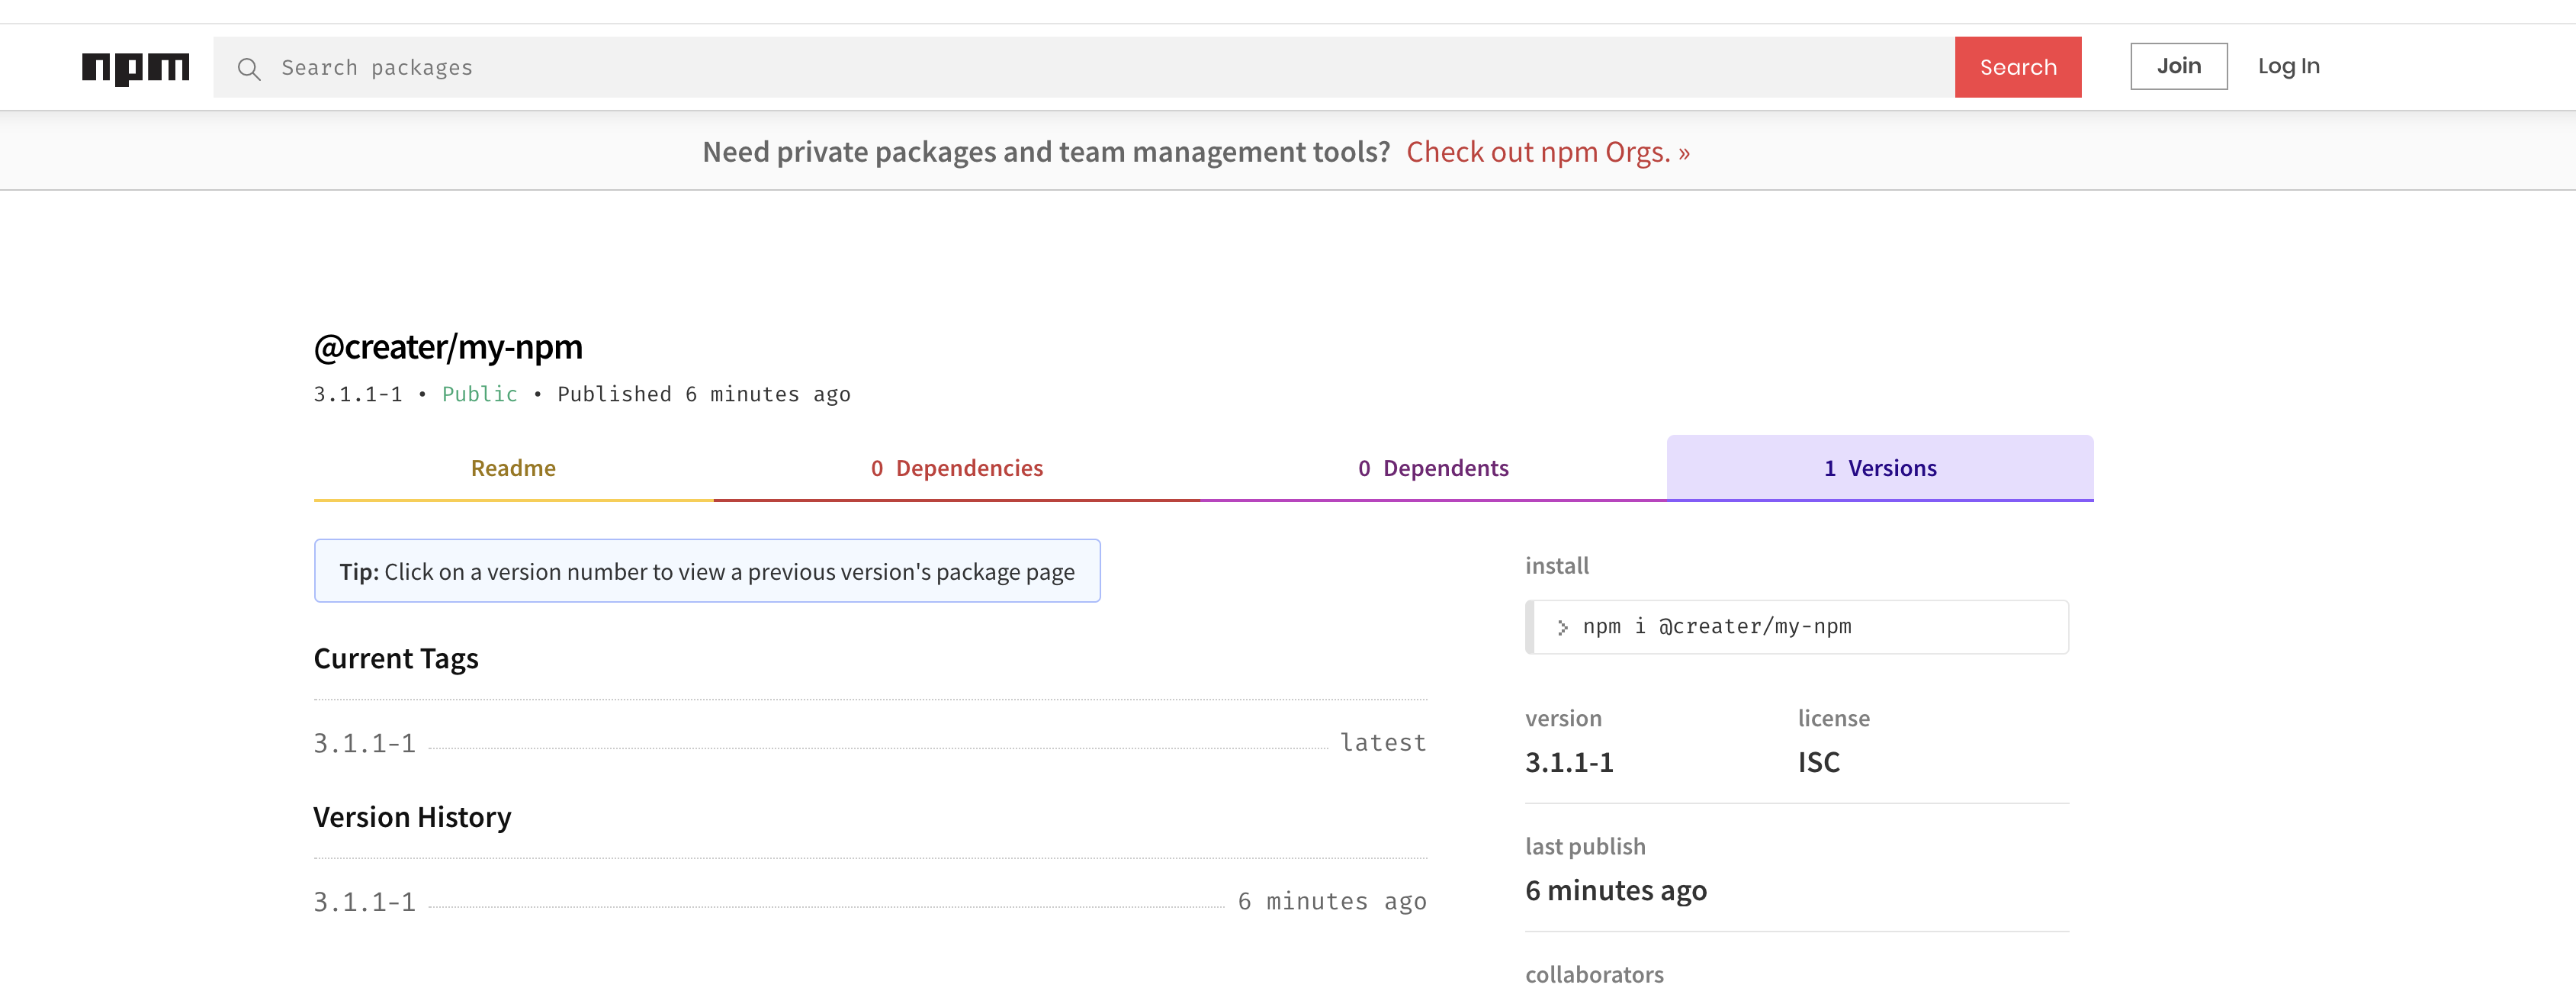 npm Search packages Search Join Log In
Need private packages and team management tools? Check out npm Orgs. »
@creater/my-npm
3.1.1-1 • Public • Published 6 minutes ago
Readme 0 Dependencies 0 Dependents 1 Versions
Tip: Click on a version number to view a previous version's package page
Current Tags
3.1.1-1 latest
Version History
3.1.1-1 6 minutes ago
install
npm i @creater/my-npm
version license
3.1.1-1 ISC
last publish
6 minutes ago
collaborators